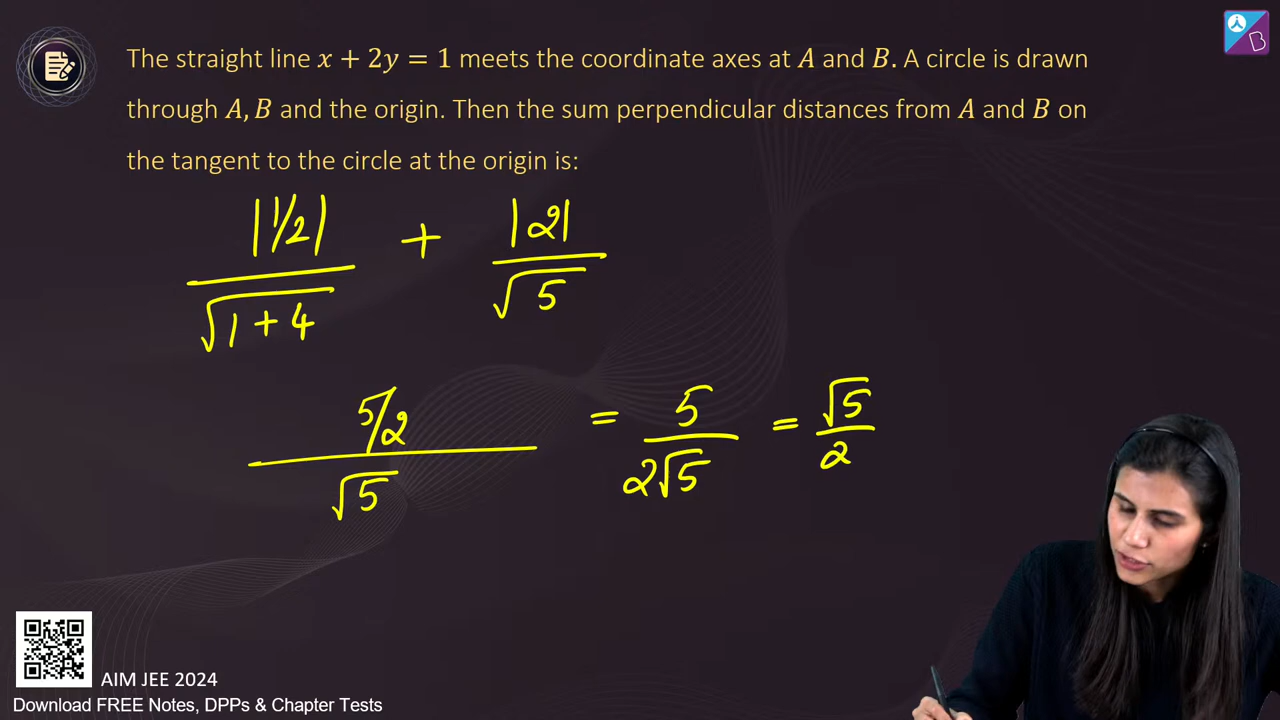 The straight line x + 2y = 1 meets the coordinate axes at A and B. A circle is drawn
through A, B and the origin. Then the sum perpendicular distances from A and B on
the tangent to the circle at the origin is:
|1/2| / √(1 + 4) + |2| / √5
5/2 / √5 = 5 / 2√5 = √5 / 2
AIM JEE 2024
Download FREE Notes, DPPs & Chapter Tests
B